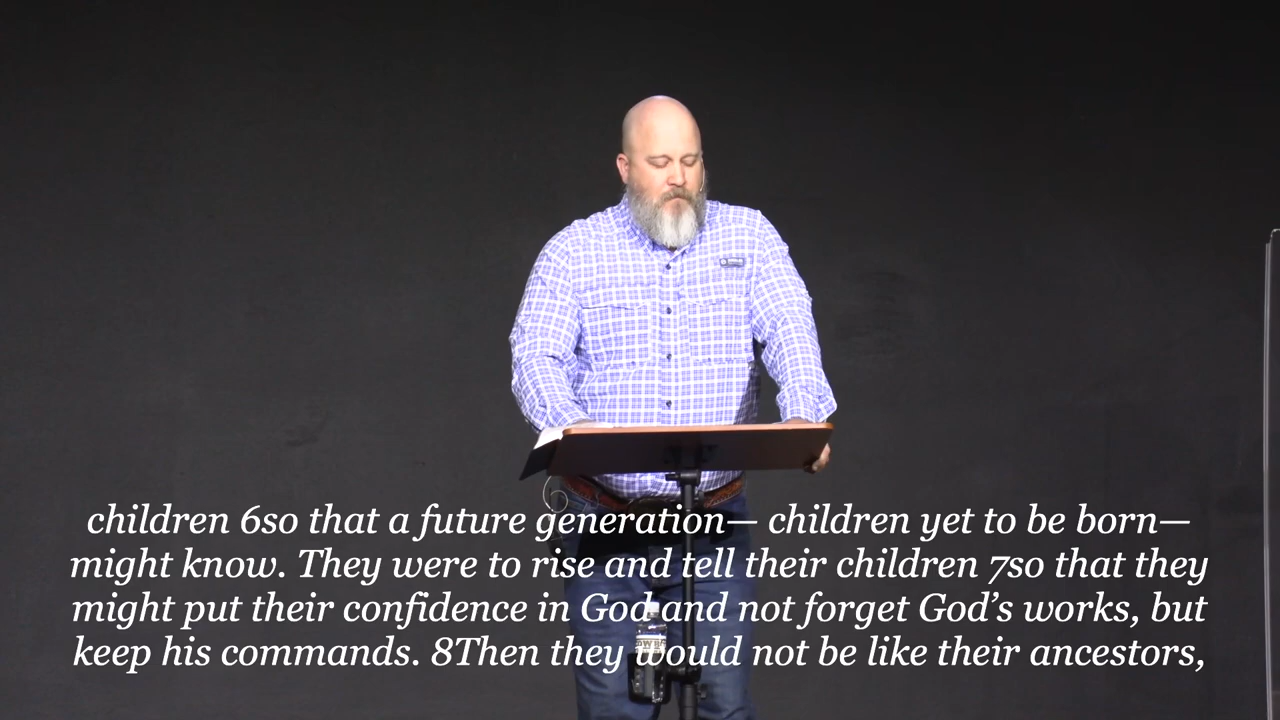 children 6so that a future generation— children yet to be born—
might know. They were to rise and tell their children 7so that they
might put their confidence in God and not forget God’s works, but
keep his commands. 8Then they would not be like their ancestors,